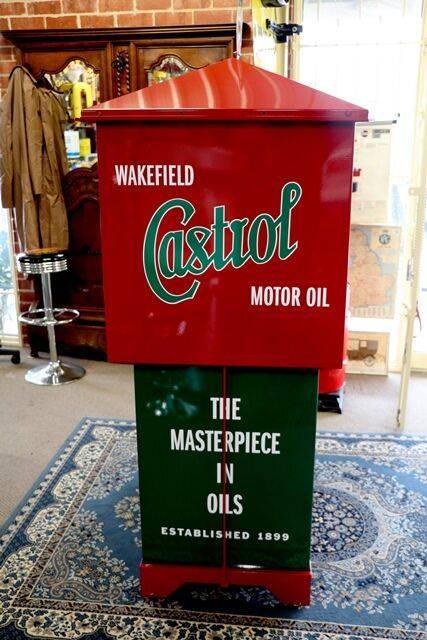 WAKEFIELD
Castrol
MOTOR OIL
THE
MASTERPIECE
IN
OILS
ESTABLISHED 1899